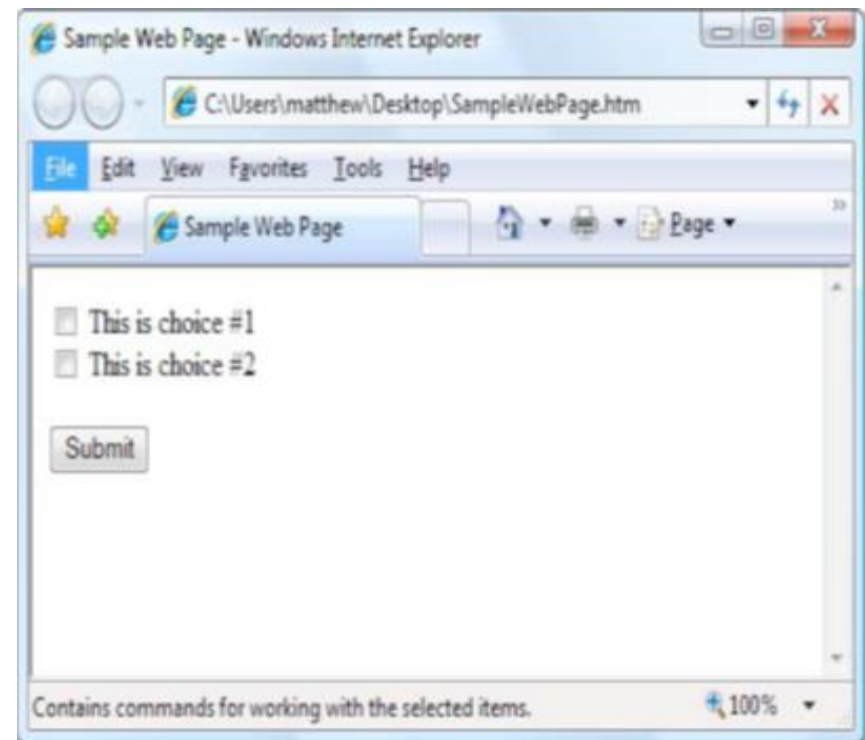 Sample Web Page - Windows Internet Explorer
C:\Users\matthew\Desktop\SampleWebPage.htm
File Edit View Favorites Tools Help
Sample Web Page Page
This is choice #1
This is choice #2
Submit
Contains commands for working with the selected items. 100%